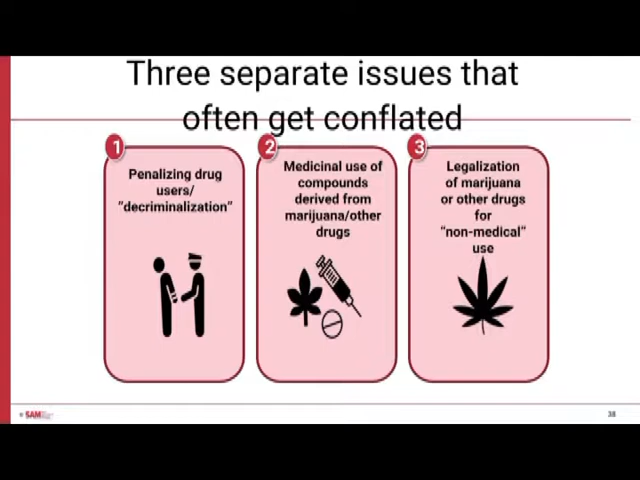 Three separate issues that
often get conflated
1
Penalizing drug
users/
"decriminalization"
2
Medicinal use of
compounds
derived from
marijuana/other
drugs
3
Legalization
of marijuana
or other drugs
for
"non-medical"
use
SAM
38